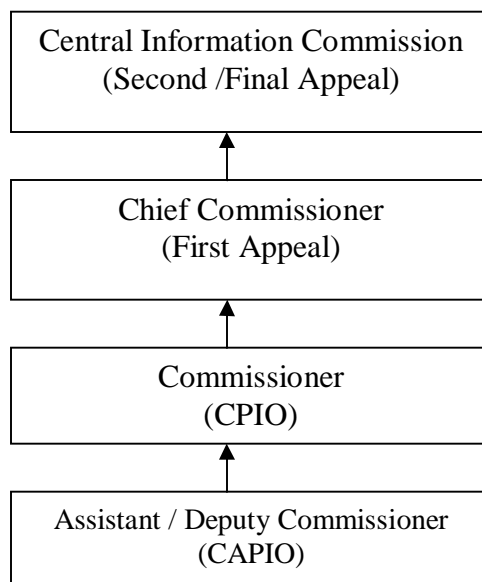 Central Information Commission
(Second /Final Appeal)
Chief Commissioner
(First Appeal)
Commissioner
(CPIO)
Assistant / Deputy Commissioner
(CAPIO)